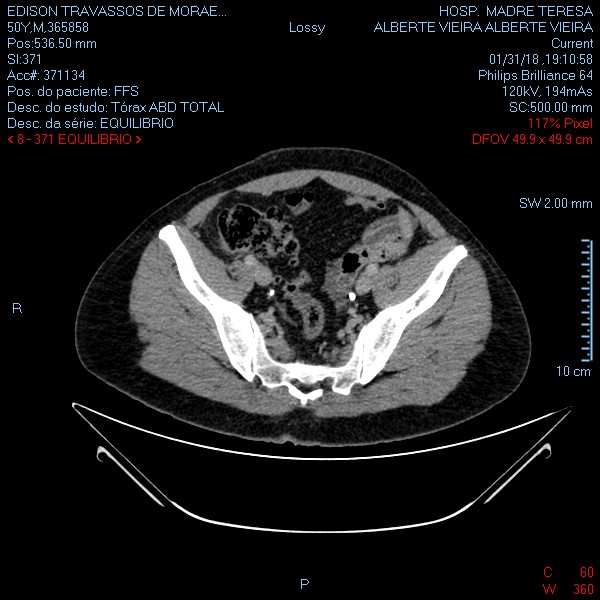 EDISON TRAVASSOS DE MORAE...
50Y,M,365858
Pos:536.50 mm
Sl:371
Acc#: 371134
Pos. do paciente: FFS
Desc. do estudo: Tórax ABD TOTAL
Desc. da série: EQUILIBRIO
< 8 - 371 EQUILIBRIO >
Lossy
HOSP. MADRE TERESA
ALBERTE VIEIRA ALBERTE VIEIRA
Current
01/31/18 ,19:10:58
Philips Brilliance 64
120kV, 194mAs
SC:500.00 mm
117% Pixel
DFOV 49.9 x 49.9 cm
SW 2.00 mm
R
10 cm
P
C 60
W 360